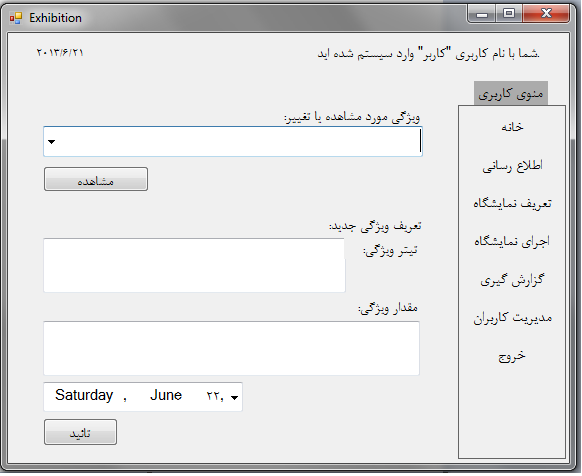 Exhibition
شما با نام کاربری "کاربر" وارد سیستم شده اید.
۲۰۱۳/۶/۲۱
منوی کاربری
خانه
اطلاع رسانی
تعریف نمایشگاه
اجرای نمایشگاه
گزارش گیری
مدیریت کاربران
خروج
ویژگی مورد مشاهده یا تغییر:
مشاهده
تعریف ویژگی جدید:
تیتر ویژگی:
مقدار ویژگی:
Saturday , June ۲۲,
تائید